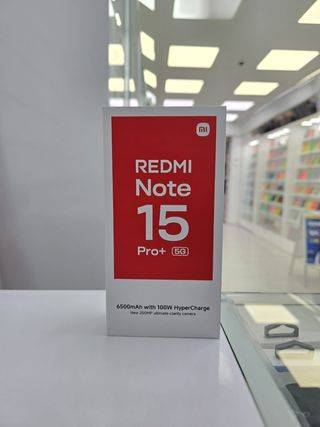 mi
REDMI
Note
15
Pro+ 5G
6500mAh with 100W HyperCharge
New 200MP ultimate-clarity camera